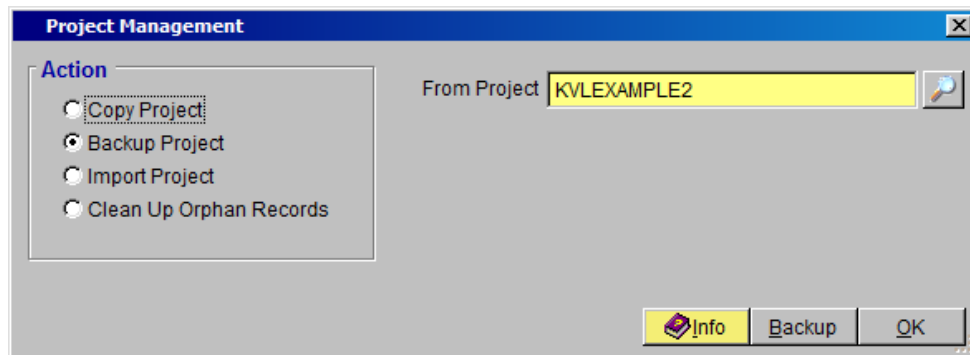 Project Management
Action
Copy Project
Backup Project
Import Project
Clean Up Orphan Records
From Project KVLEXAMPLE2
Info Backup OK